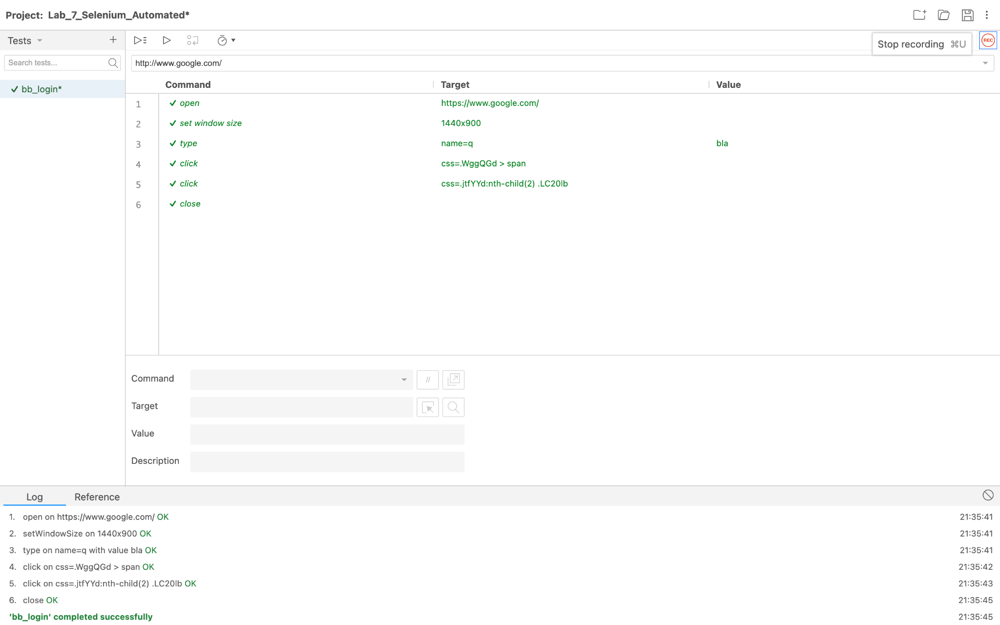 Project: Lab_7_Selenium_Automated*
Tests
Stop recording ⌘U
REC
Search tests...
http://www.google.com/
bb_login*
Command Target Value
1 open https://www.google.com/
2 set window size 1440x900
3 type name=q bla
4 click css=.WggQGd > span
5 click css=.jtfYYd:nth-child(2) .LC20lb
6 close
Command //
Target
Value
Description
Log Reference
1. open on https://www.google.com/ OK 21:35:41
2. setWindowSize on 1440x900 OK 21:35:41
3. type on name=q with value bla OK 21:35:41
4. click on css=.WggQGd > span OK 21:35:42
5. click on css=.jtfYYd:nth-child(2) .LC20lb OK 21:35:43
6. close OK 21:35:45
'bb_login' completed successfully 21:35:45